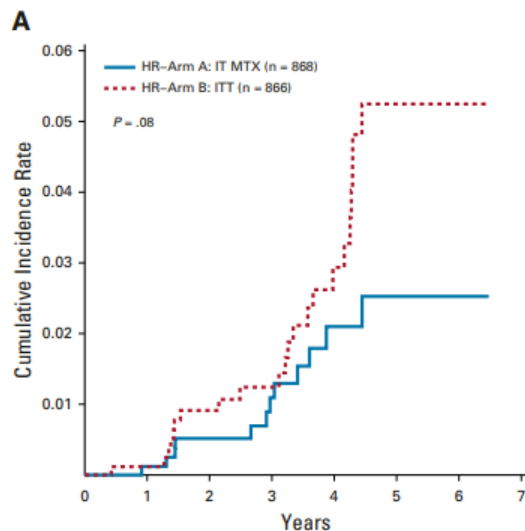 A
0.06
HR–Arm A: IT MTX (n = 868)
HR–Arm B: ITT (n = 866)
0.05
P = .08
0.04
0.03
0.02
0.01
Cumulative Incidence Rate
0 1 2 3 4 5 6 7
Years